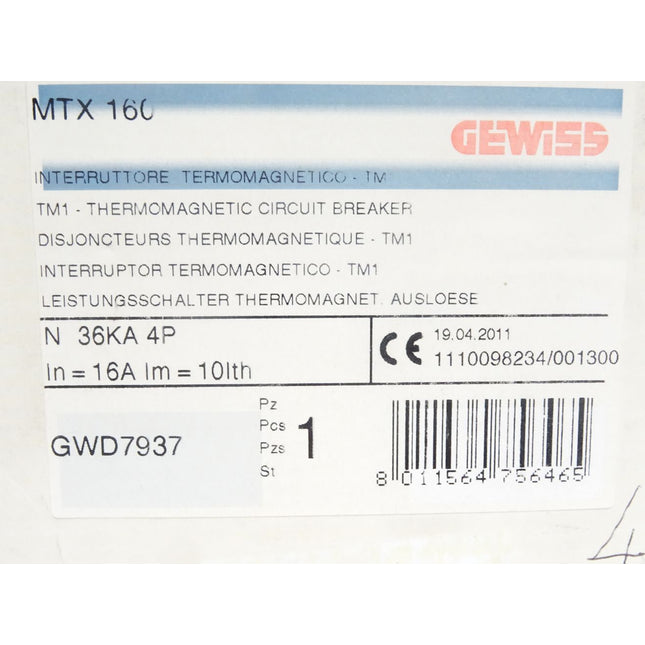 MTX 160
GEWISS
INTERRUTTORE TERMOMAGNETICO - TM
TM1 - THERMOMAGNETIC CIRCUIT BREAKER
DISJONCTEURS THERMOMAGNETIQUE - TM1
INTERRUPTOR TERMOMAGNETICO - TM1
LEISTUNGSSCHALTER THERMOMAGNET. AUSLOESE
N 36KA 4P
In = 16A Im = 10Ith
CE
19.04.2011
1110098234/001300
GWD7937
Pz
Pcs
Pzs
St
1
8 011564 756465
4